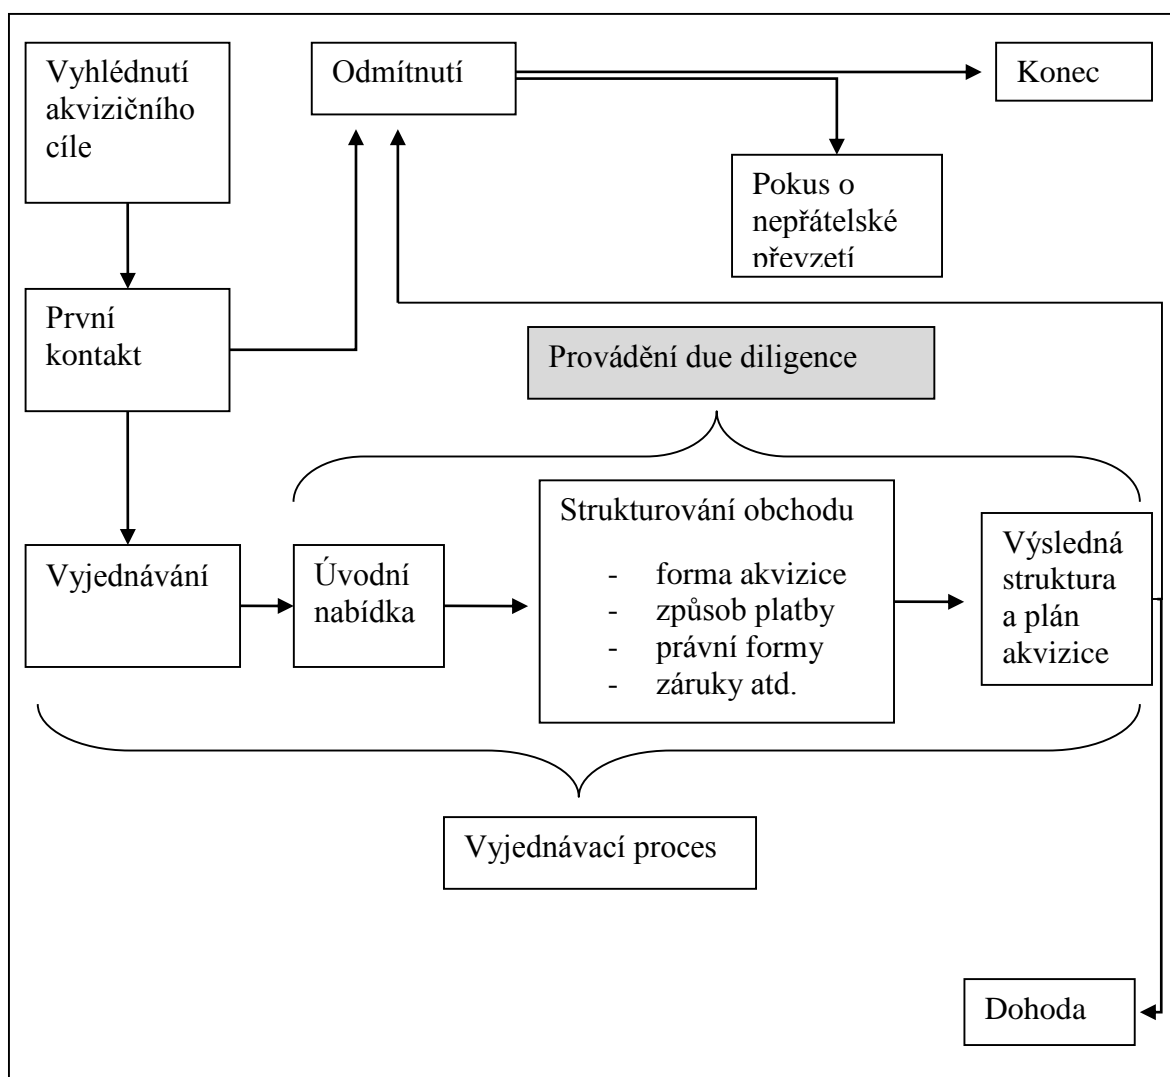 Vyhlédnutí
akvizičního
cíle
Odmítnutí
Konec
Pokus o
nepřátelské
převzetí
První
kontakt
Provádění due diligence
Vyjednávání
Úvodní
nabídka
Strukturování obchodu
- forma akvizice
- způsob platby
- právní formy
- záruky atd.
Výsledná
struktura
a plán
akvizice
Vyjednávací proces
Dohoda